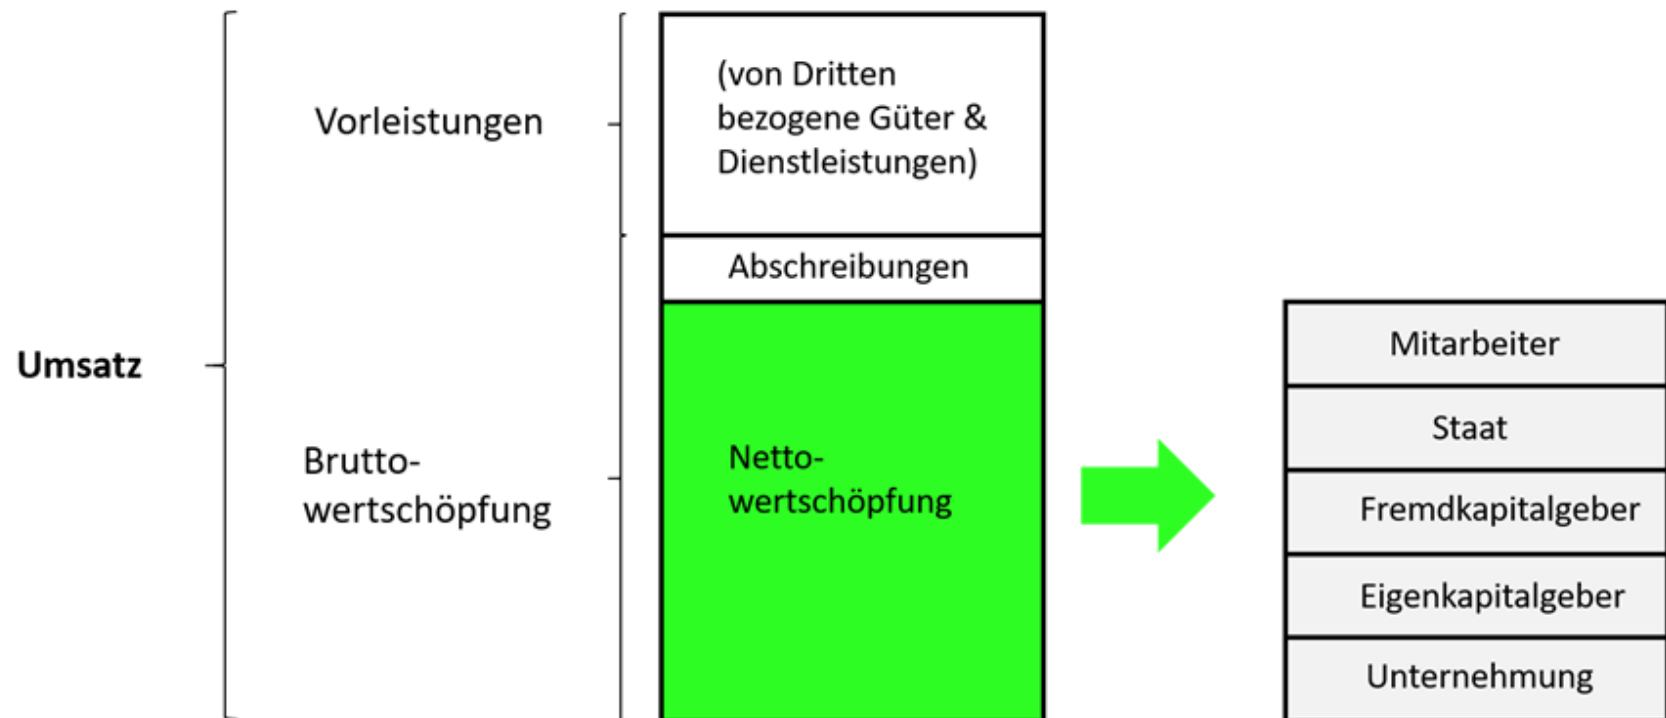 (von Dritten
bezogene Güter &
Dienstleistungen)
Vorleistungen
Abschreibungen
Umsatz
Brutto-
wertschöpfung
Netto-
wertschöpfung
Mitarbeiter
Staat
Fremdkapitalgeber
Eigenkapitalgeber
Unternehmung